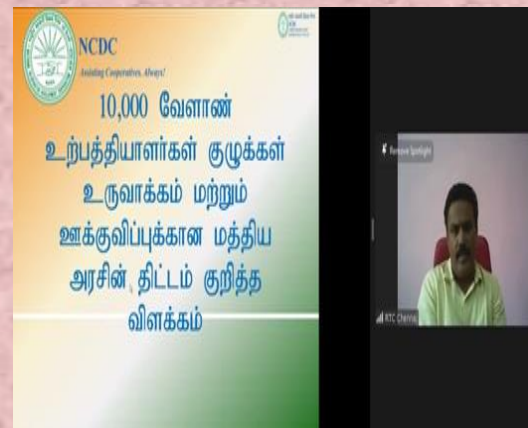 NCDC
Assisting Cooperatives, Always!
10,000 வேளாண்
உற்பத்தியாளர்கள் குழுக்கள்
உருவாக்கம் மற்றும்
ஊக்குவிப்புக்கான மத்திய
அரசின் திட்டம் குறித்த
விளக்கம்
Remove Spotlight
RTC Chennai